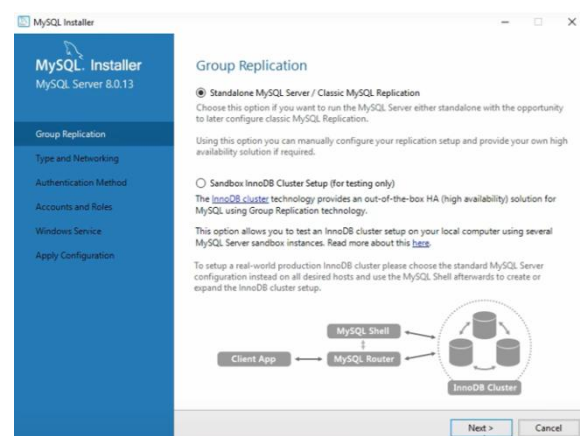 MySQL Installer
MySQL. Installer
MySQL Server 8.0.13
Group Replication
Type and Networking
Authentication Method
Accounts and Roles
Windows Service
Apply Configuration
Group Replication
Standalone MySQL Server / Classic MySQL Replication
Choose this option if you want to run the MySQL Server either standalone with the opportunity
to later configure classic MySQL Replication.
Using this option you can manually configure your replication setup and provide your own high
availability solution if required.
Sandbox InnoDB Cluster Setup (for testing only)
The InnoDB cluster technology provides an out-of-the-box HA (high availability) solution for
MySQL using Group Replication technology.
This option allows you to test an InnoDB cluster setup on your local computer using several
MySQL Server sandbox instances. Read more about this here.
To setup a real-world production InnoDB cluster please choose the standard MySQL Server
configuration instead on all desired hosts and use the MySQL Shell afterwards to create or
expand the InnoDB cluster setup.
MySQL Shell
Client App
MySQL Router
InnoDB Cluster
Next >
Cancel